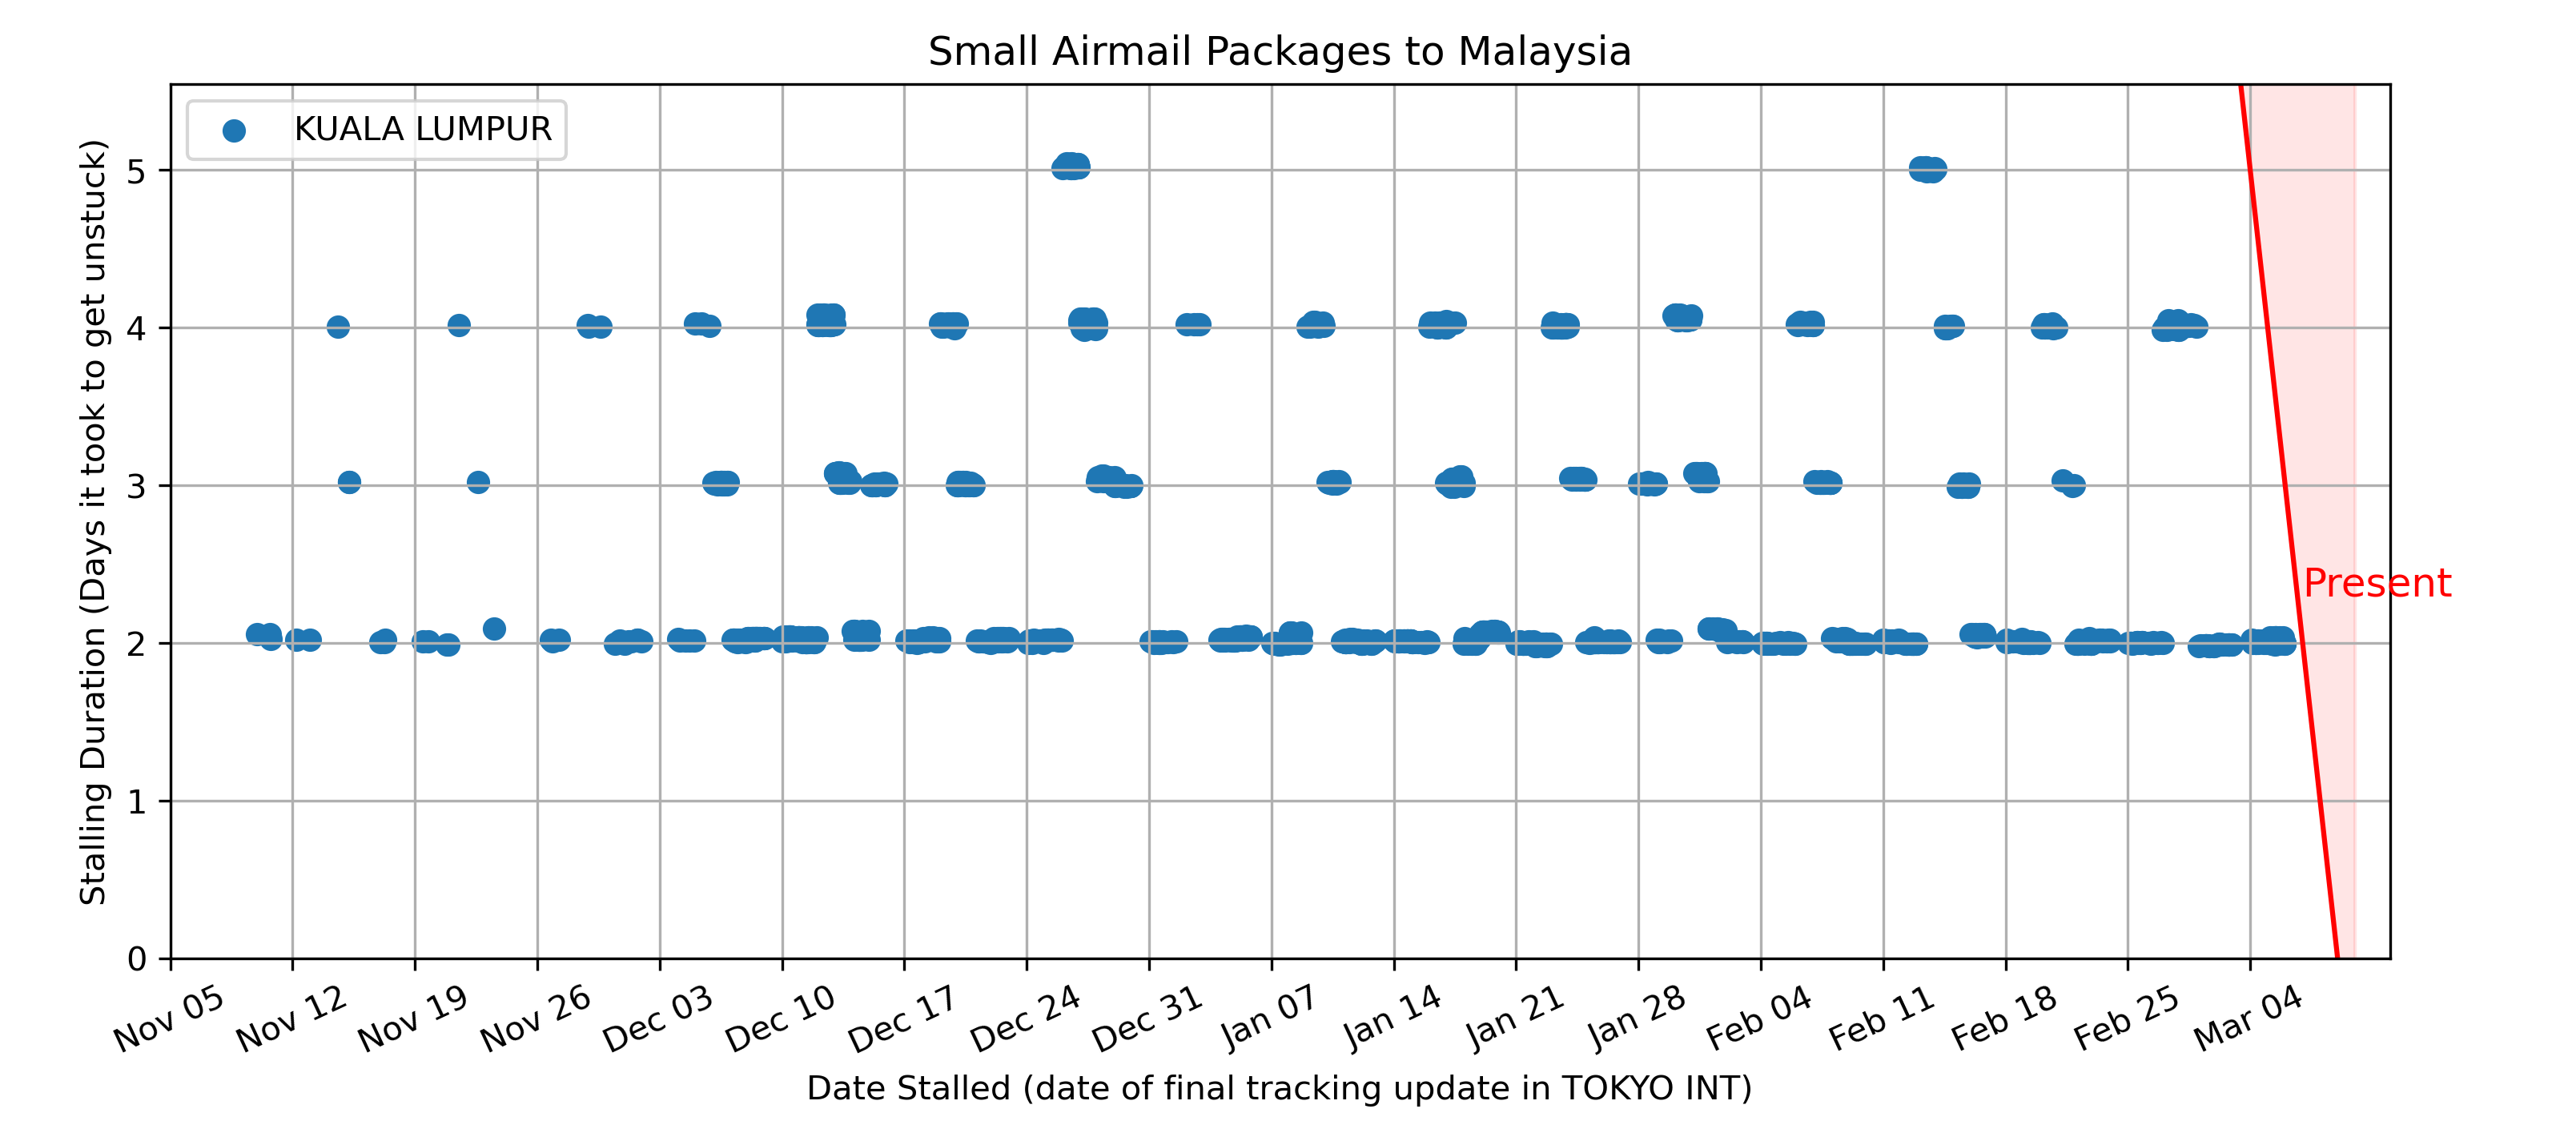 Small Airmail Packages to Malaysia
KUALA LUMPUR
Stalling Duration (Days it took to get unstuck)
5
4
3
2
1
0
Present
Nov 05
Nov 12
Nov 19
Nov 26
Dec 03
Dec 10
Dec 17
Dec 24
Dec 31
Jan 07
Jan 14
Jan 21
Jan 28
Feb 04
Feb 11
Feb 18
Feb 25
Mar 04
Date Stalled (date of final tracking update in TOKYO INT)